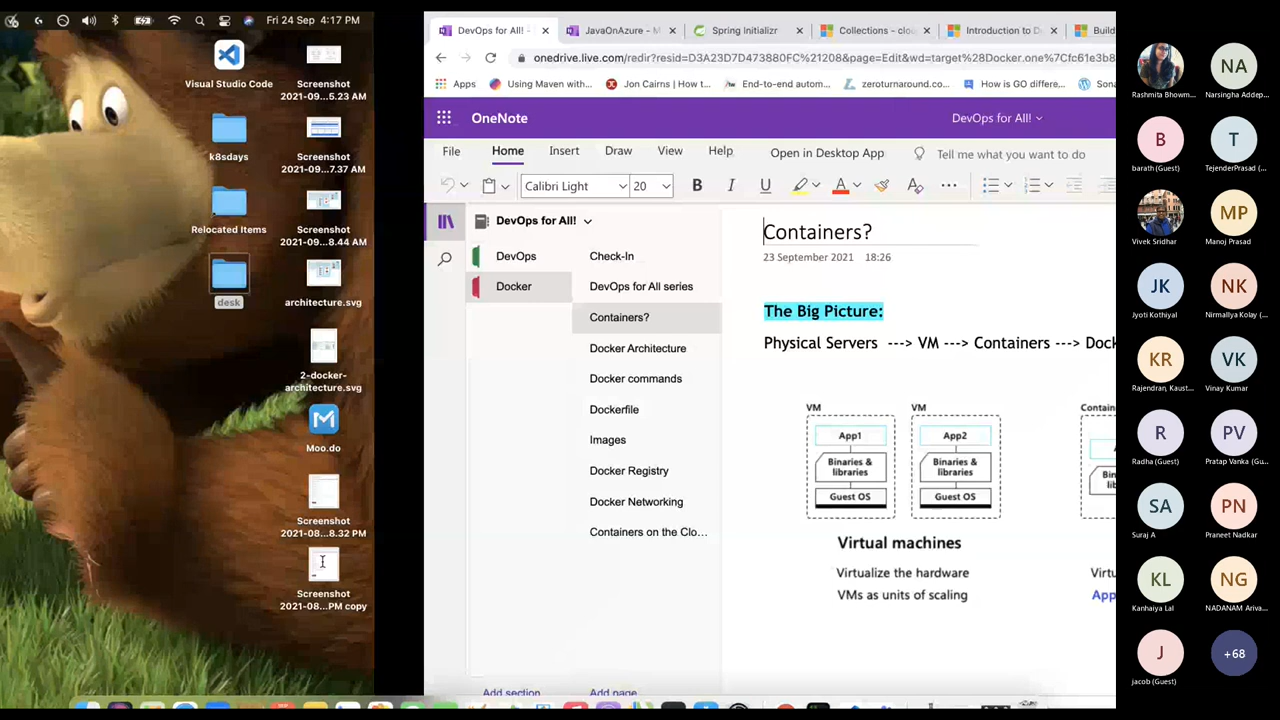 Fri 24 Sep 4:17 PM
Visual Studio Code
Screenshot
2021-09...5.23 AM
k8sdays
Screenshot
2021-09...7.37 AM
Relocated Items
Screenshot
2021-09...8.44 AM
desk
architecture.svg
2-docker-
architecture.svg
Moo.do
Screenshot
2021-08...8.32 PM
Screenshot
2021-08...PM copy
DevOps for All! -
JavaOnAzure - M
Spring Initializr
Collections - clo
Introduction to D
Build
onedrive.live.com/redir?resid=D3A23D7D473880FC%21208&page=Edit&wd=target%28Docker.one%7Cfc61e3b8
Apps
Using Maven with...
Jon Cairns | How t...
End-to-end autom...
zeroturnaround.co...
How is GO differe...
Sona
OneNote
DevOps for All!
File
Home
Insert
Draw
View
Help
Open in Desktop App
Tell me what you want to do
Calibri Light
20
B
I
U
A
DevOps for All!
DevOps
Docker
Check-In
DevOps for All series
Containers?
Docker Architecture
Docker commands
Dockerfile
Images
Docker Registry
Docker Networking
Containers on the Clo...
Add section
Add page
Containers?
23 September 2021 18:26
The Big Picture:
Physical Servers ---> VM ---> Containers ---> Dock
VM
App1
Binaries &
libraries
Guest OS
VM
App2
Binaries &
libraries
Guest OS
Virtual machines
Virtualize the hardware
VMs as units of scaling
Contain
Virtu
App
Rashmita Bhowm...
NA
Narsingha Addep...
B
barath (Guest)
T
TejenderPrasad (...
Vivek Sridhar
MP
Manoj Prasad
JK
Jyoti Kothiyal
NK
Nirmallya Kolay (...
KR
Rajendran, Kaust...
VK
Vinay Kumar
R
Radha (Guest)
PV
Pratap Vanka (Gu...
SA
Suraj A
PN
Praneet Nadkar
KL
Kanhaiya Lal
NG
NADANAM Ariva...
J
jacob (Guest)
+68